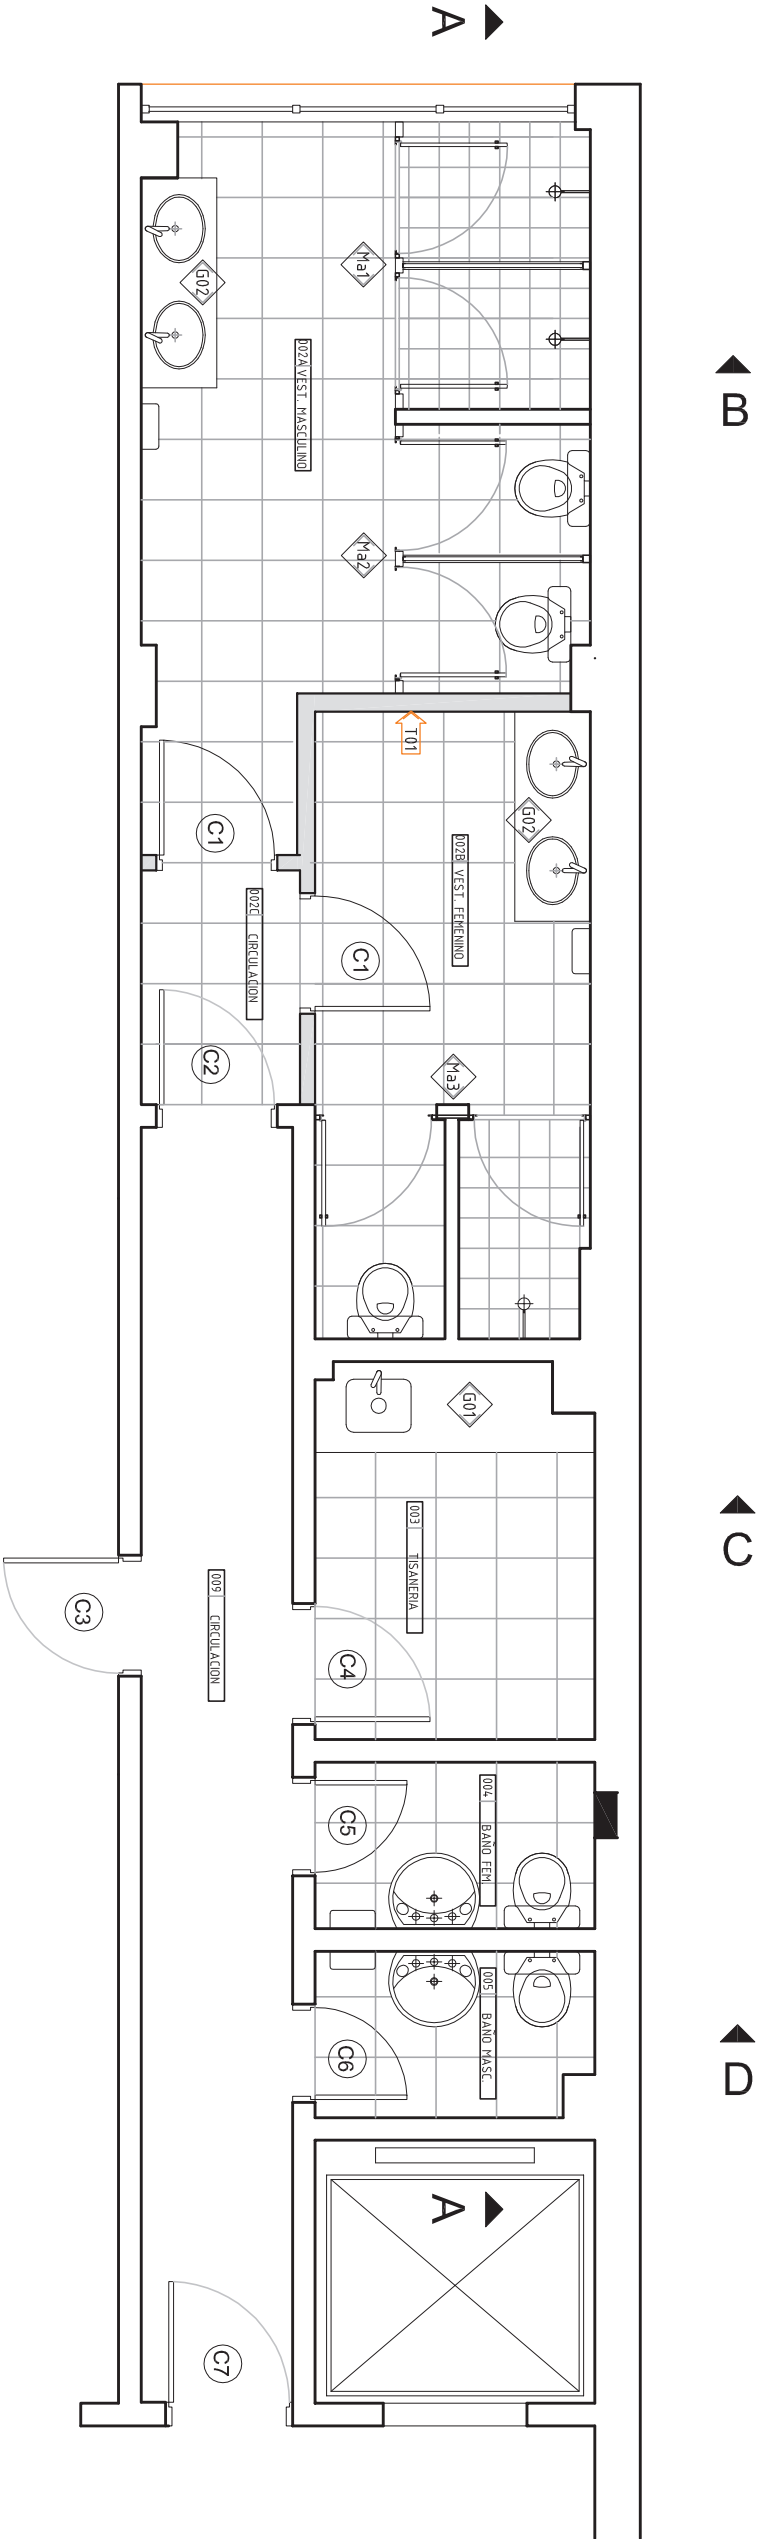 A
Ma1
G02
002A VEST. MASCULINO
B
Ma2
T01
G02
C1
002B VEST. FEMENINO
002C CIRCULACION
C1
C2
Ma3
G01
003 TISANERIA
C
C3
009 CIRCULACION
C4
004 BAÑO FEM.
C5
005 BAÑO MASC.
C6
D
A
C7